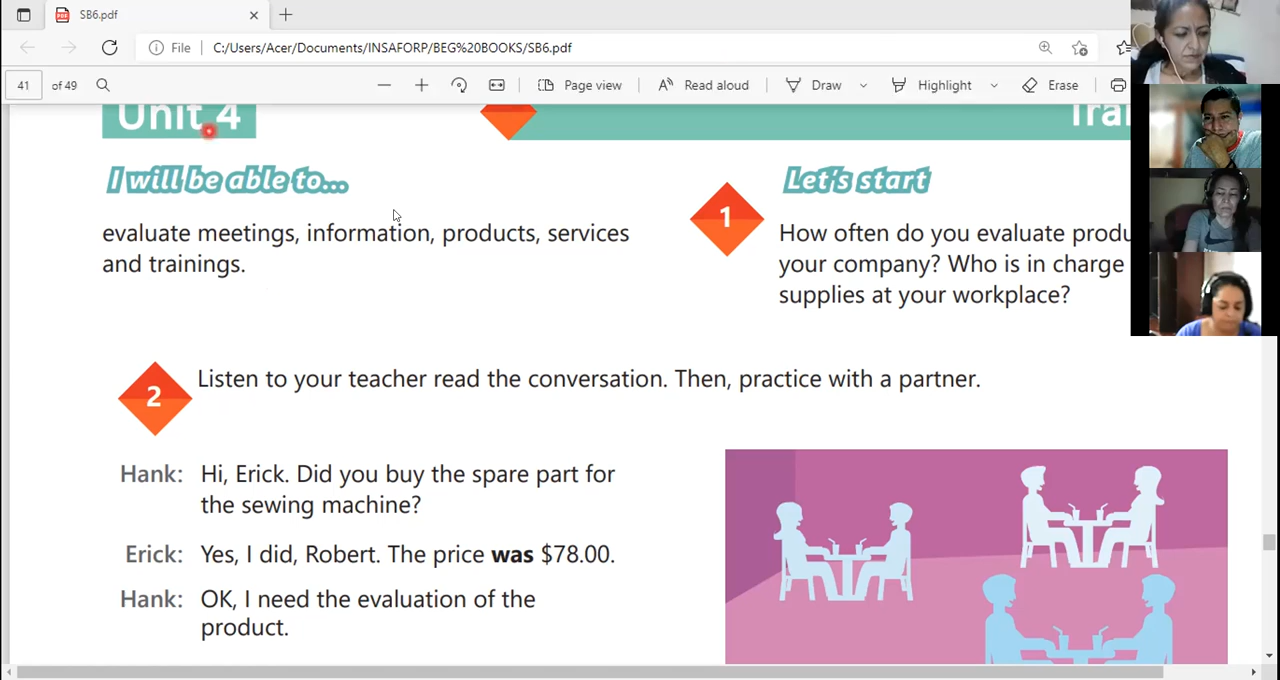 SB6.pdf
File C:/Users/Acer/Documents/INSAFORP/BEG%20BOOKS/SB6.pdf
41 of 49 Page view Read aloud Draw Highlight Erase
Unit 4
I will be able to...
evaluate meetings, information, products, services
and trainings.
Let's start
1
How often do you evaluate produ
your company? Who is in charge
supplies at your workplace?
2
Listen to your teacher read the conversation. Then, practice with a partner.
Hank: Hi, Erick. Did you buy the spare part for
the sewing machine?
Erick: Yes, I did, Robert. The price was $78.00.
Hank: OK, I need the evaluation of the
product.